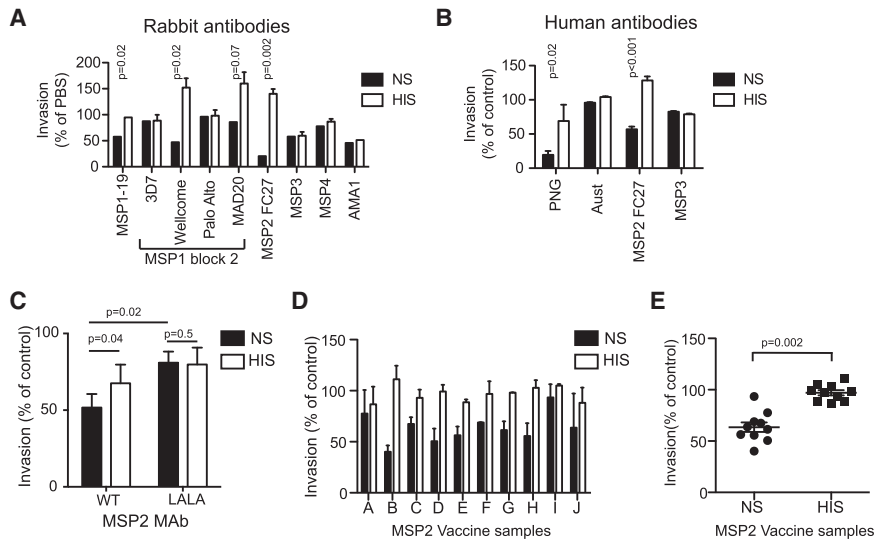 A
Rabbit antibodies
Invasion
(% of PBS)
200
150
100
50
0
p=0.02
p=0.02
p=0.07
p=0.002
NS
HIS
MSP1-19
3D7
Wellcome
Palo Alto
MAD20
MSP2 FC27
MSP3
MSP4
AMA1
MSP1 block 2
B
Human antibodies
Invasion
(% of control)
150
100
50
0
p=0.02
p<0.001
NS
HIS
PNG
Aust
MSP2 FC27
MSP3
C
Invasion (% of control)
100
50
0
p=0.02
p=0.04
p=0.5
NS
HIS
WT
LALA
MSP2 MAb
D
Invasion (% of control)
150
100
50
0
NS
HIS
A B C D E F G H I J
MSP2 Vaccine samples
E
Invasion(% of control)
150
100
50
0
p=0.002
NS
HIS
MSP2 Vaccine samples